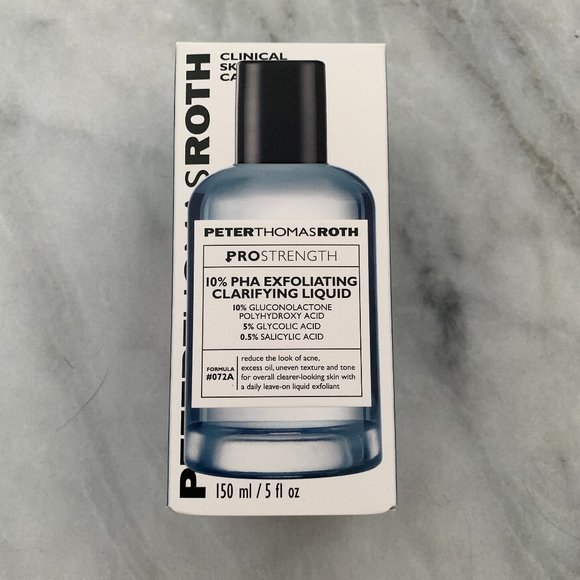 CLINICAL
PETERTHOMASROTH
PROSTRENGTH
10% PHA EXFOLIATING
CLARIFYING LIQUID
10% GLUCONOLACTONE
POLYHYDROXY ACID
5% GLYCOLIC ACID
0.5% SALICYLIC ACID
FORMULA
#072A
reduce the look of acne,
excess oil, uneven texture and tone
for overall clearer-looking skin with
a daily leave-on liquid exfoliant
150 ml / 5 fl oz